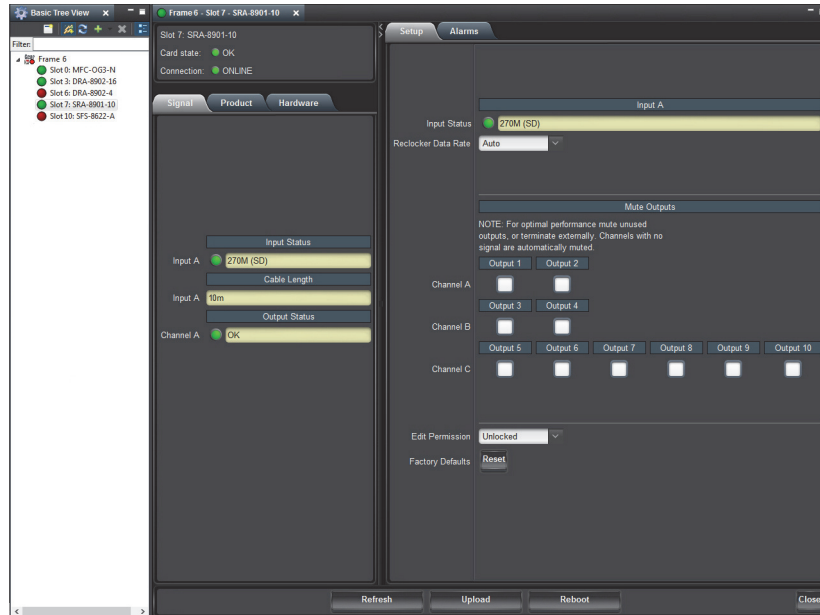 Basic Tree View
Filter:
Frame 6
Slot 0: MFC-OG3-N
Slot 3: DRA-8902-16
Slot 6: DRA-8902-4
Slot 7: SRA-8901-10
Slot 10: SFS-8622-A
Frame 6 - Slot 7 - SRA-8901-10
Slot 7: SRA-8901-10
Card state: OK
Connection: ONLINE
Signal Product Hardware
Input Status
Input A 270M (SD)
Cable Length
Input A 10m
Output Status
Channel A OK
Setup Alarms
Input A
Input Status 270M (SD)
Reclocker Data Rate Auto
Mute Outputs
NOTE: For optimal performance mute unused
outputs, or terminate externally. Channels with no
signal are automatically muted.
Output 1 Output 2
Channel A
Output 3 Output 4
Channel B
Output 5 Output 6 Output 7 Output 8 Output 9 Output 10
Channel C
Edit Permission Unlocked
Factory Defaults Reset
Refresh Upload Reboot Close